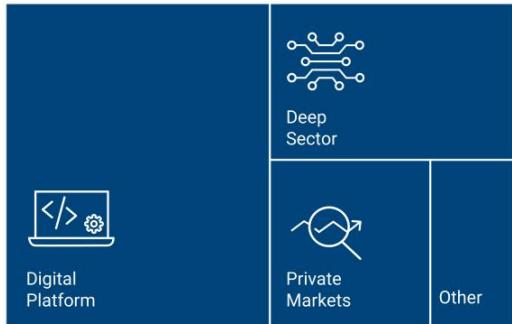 Deep
Sector
</>
Digital
Platform
Private
Markets
Other